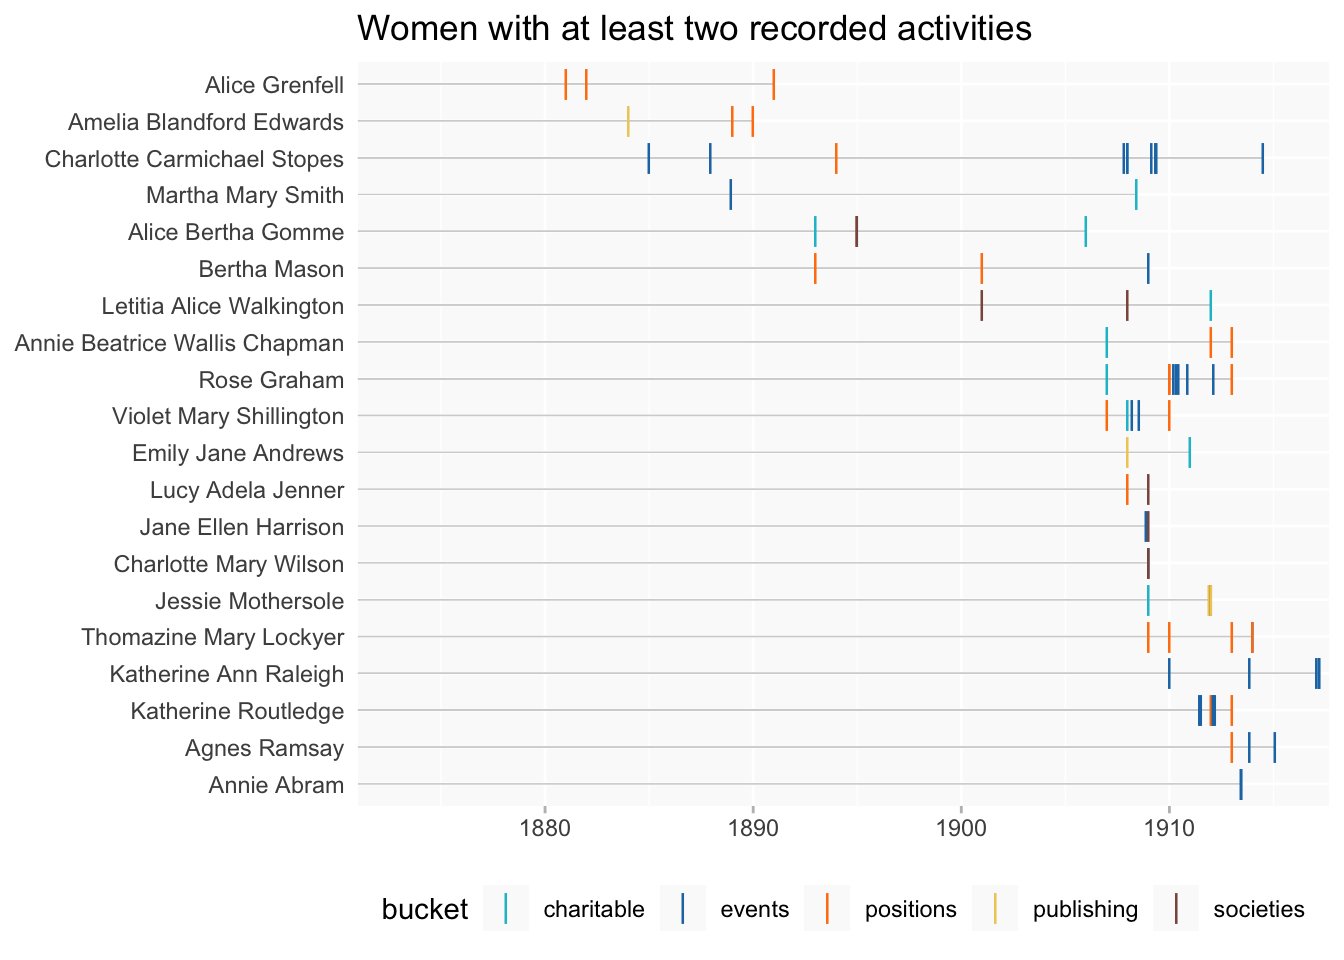 Women with at least two recorded activities
Alice Grenfell
Amelia Blandford Edwards
Charlotte Carmichael Stopes
Martha Mary Smith
Alice Bertha Gomme
Bertha Mason
Letitia Alice Walkington
Annie Beatrice Wallis Chapman
Rose Graham
Violet Mary Shillington
Emily Jane Andrews
Lucy Adela Jenner
Jane Ellen Harrison
Charlotte Mary Wilson
Jessie Mothersole
Thomazine Mary Lockyer
Katherine Ann Raleigh
Katherine Routledge
Agnes Ramsay
Annie Abram
1880 1890 1900 1910
bucket charitable events positions publishing societies